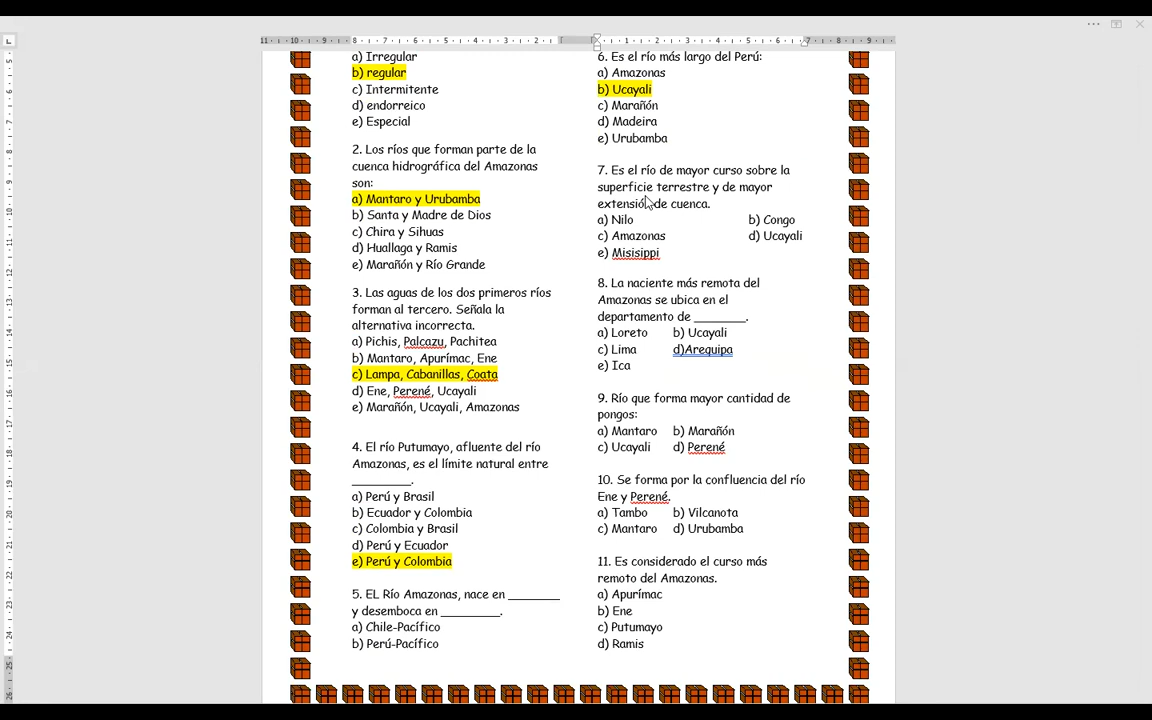 a) Irregular
b) regular
c) Intermitente
d) endorreico
e) Especial
2. Los ríos que forman parte de la
cuenca hidrográfica del Amazonas
son:
a) Mantaro y Urubamba
b) Santa y Madre de Dios
c) Chira y Sihuas
d) Huallaga y Ramis
e) Marañón y Río Grande
3. Las aguas de los dos primeros ríos
forman al tercero. Señala la
alternativa incorrecta.
a) Pichis, Palcazu, Pachitea
b) Mantaro, Apurímac, Ene
c) Lampa, Cabanillas, Coata
d) Ene, Perené, Ucayali
e) Marañón, Ucayali, Amazonas
4. El río Putumayo, afluente del río
Amazonas, es el límite natural entre
_________.
a) Perú y Brasil
b) Ecuador y Colombia
c) Colombia y Brasil
d) Perú y Ecuador
e) Perú y Colombia
5. EL Río Amazonas, nace en ________
y desemboca en _________.
a) Chile-Pacífico
b) Perú-Pacífico
6. Es el río más largo del Perú:
a) Amazonas
b) Ucayali
c) Marañón
d) Madeira
e) Urubamba
7. Es el río de mayor curso sobre la
superficie terrestre y de mayor
extensión de cuenca.
a) Nilo b) Congo
c) Amazonas d) Ucayali
e) Misisippi
8. La naciente más remota del
Amazonas se ubica en el
departamento de ________.
a) Loreto b) Ucayali
c) Lima d)Arequipa
e) Ica
9. Río que forma mayor cantidad de
pongos:
a) Mantaro b) Marañón
c) Ucayali d) Perené
10. Se forma por la confluencia del río
Ene y Perené.
a) Tambo b) Vilcanota
c) Mantaro d) Urubamba
11. Es considerado el curso más
remoto del Amazonas.
a) Apurímac
b) Ene
c) Putumayo
d) Ramis